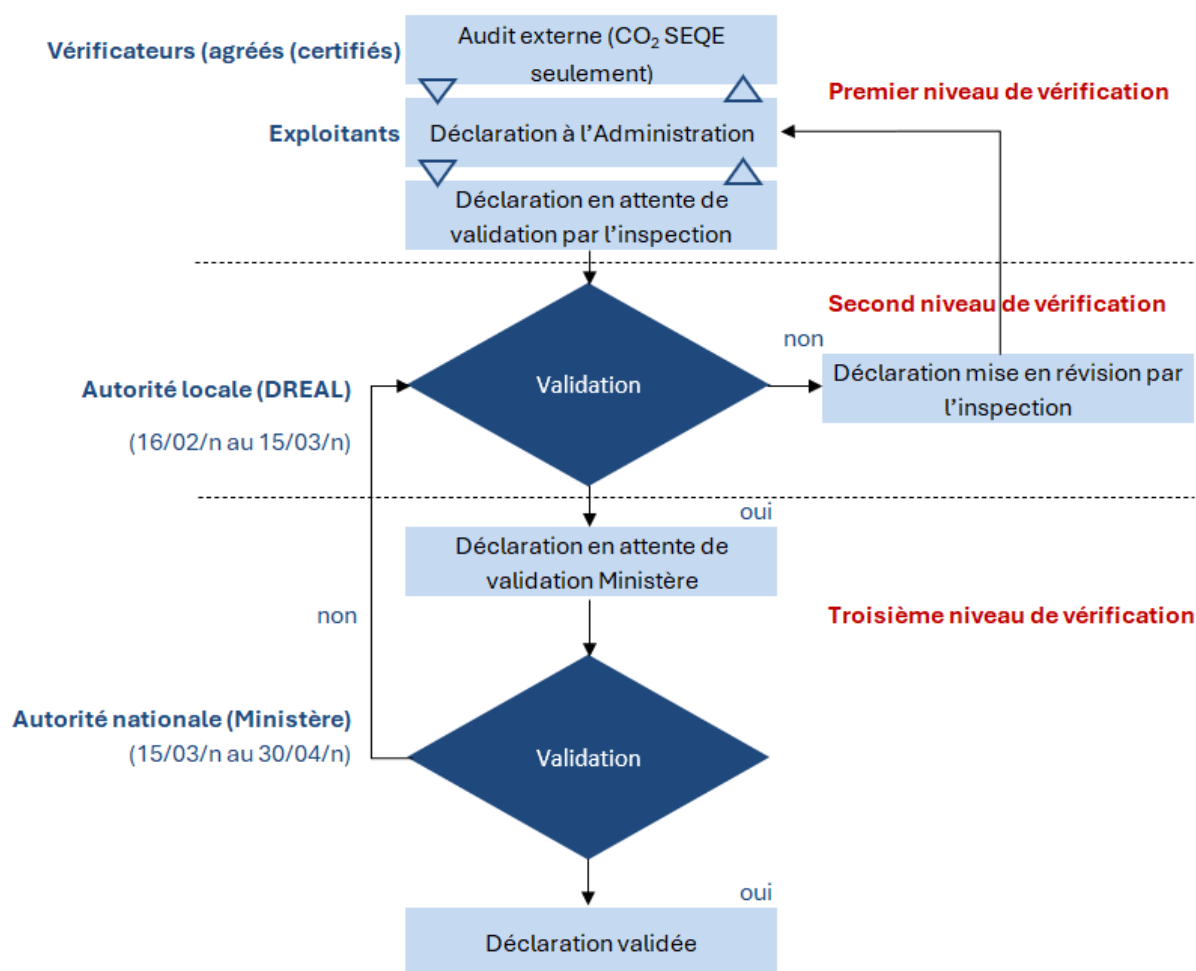 Vérificateurs (agréés (certifiés)
Audit externe (CO₂ SEQE
seulement)
Premier niveau de vérification
Exploitants
Déclaration à l’Administration
Déclaration en attente de
validation par l’inspection
Second niveau de vérification
non
Autorité locale (DREAL)
(16/02/n au 15/03/n)
Validation
Déclaration mise en révision par
l’inspection
oui
Déclaration en attente de
validation Ministère
non
Troisième niveau de vérification
Autorité nationale (Ministère)
(15/03/n au 30/04/n)
Validation
oui
Déclaration validée